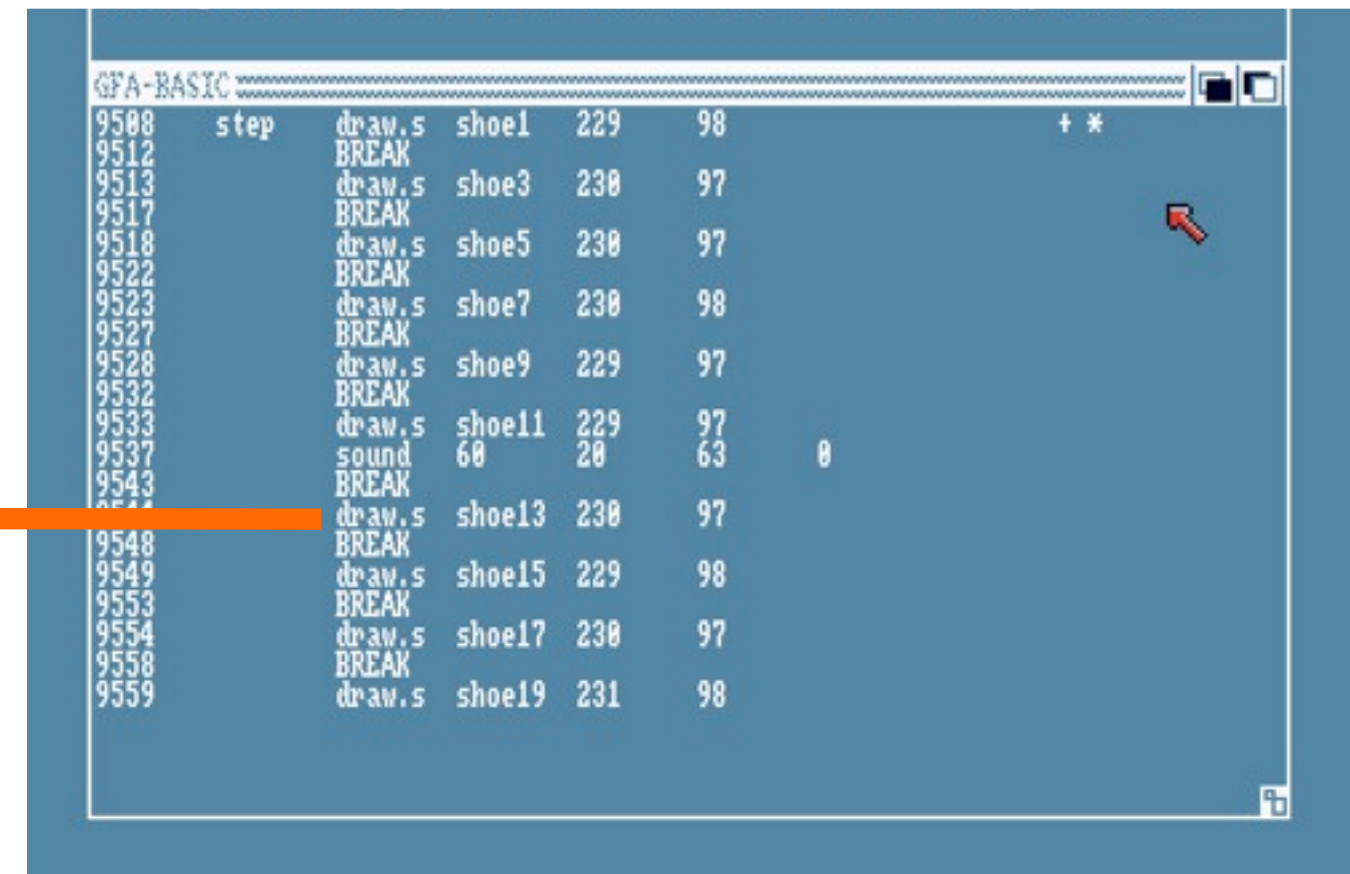 GFA-BASIC
9508 step draw.s shoe1 229 98 + *
9512 BREAK
9513 draw.s shoe3 230 97
9517 BREAK
9518 draw.s shoe5 230 97
9522 BREAK
9523 draw.s shoe7 230 98
9527 BREAK
9528 draw.s shoe9 229 97
9532 BREAK
9533 draw.s shoe11 229 97
9537 sound 60 20 63 0
9543 BREAK
draw.s shoe13 230 97
9548 BREAK
9549 draw.s shoe15 229 98
9553 BREAK
9554 draw.s shoe17 230 97
9558 BREAK
9559 draw.s shoe19 231 98